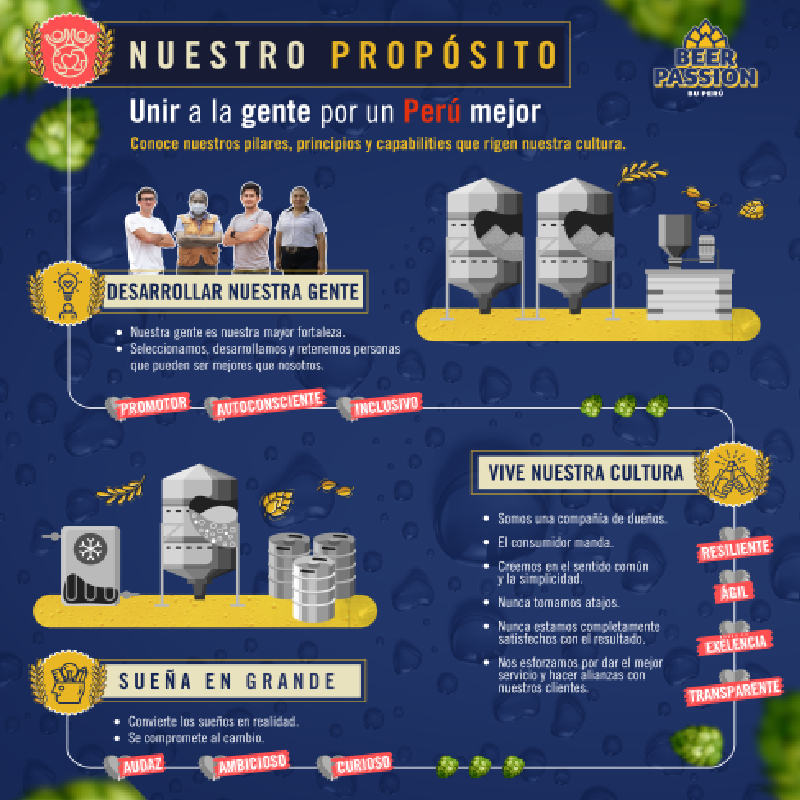 NUESTRO PROPÓSITO
BEER
PASSION
BU PERÚ
Unir a la gente por un Perú mejor
Conoce nuestros pilares, principios y capabilities que rigen nuestra cultura.
DESARROLLAR NUESTRA GENTE
• Nuestra gente es nuestra mayor fortaleza.
• Seleccionamos, desarrollamos y retenemos personas
que pueden ser mejores que nosotros.
PROMOTOR AUTOCONSCIENTE INCLUSIVO
VIVE NUESTRA CULTURA
• Somos una compañía de dueños.
• El consumidor manda.
• Creemos en el sentido común
y la simplicidad.
• Nunca tomamos atajos.
• Nunca estamos completamente
satisfechos con el resultado.
• Nos esforzamos por dar el mejor
servicio y hacer alianzas con
nuestros clientes.
RESILIENTE
ÁGIL
EXELENCIA
TRANSPARENTE
SUEÑA EN GRANDE
• Convierte los sueños en realidad.
• Se compromete al cambio.
AUDAZ AMBICIOSO CURIOSO